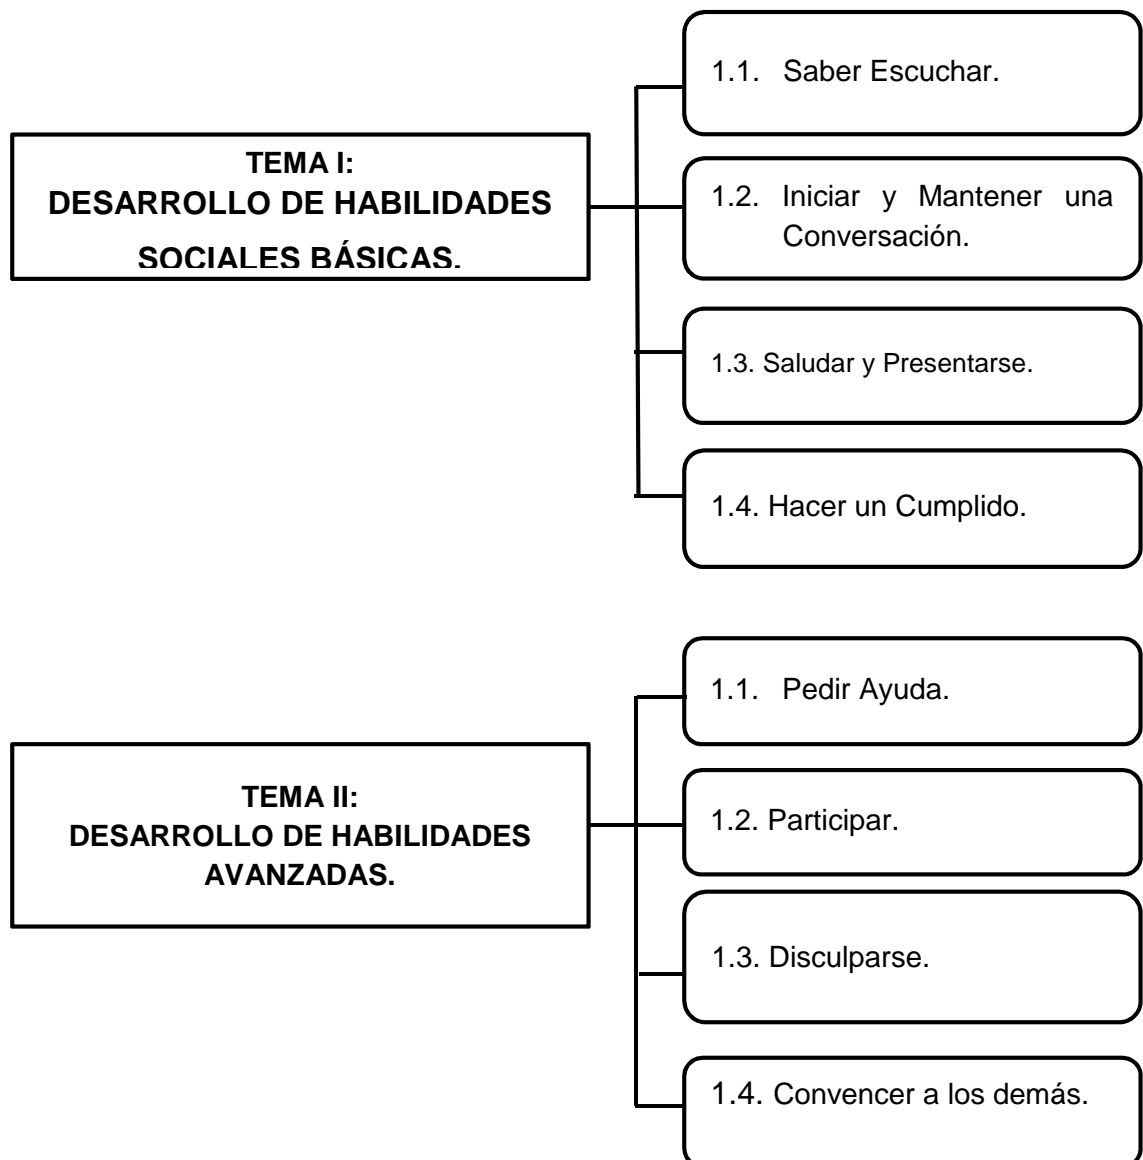 TEMA I:
DESARROLLO DE HABILIDADES
SOCIALES BÁSICAS.
1.1. Saber Escuchar.
1.2. Iniciar y Mantener una
Conversación.
1.3. Saludar y Presentarse.
1.4. Hacer un Cumplido.
TEMA II:
DESARROLLO DE HABILIDADES
AVANZADAS.
1.1. Pedir Ayuda.
1.2. Participar.
1.3. Disculparse.
1.4. Convencer a los demás.